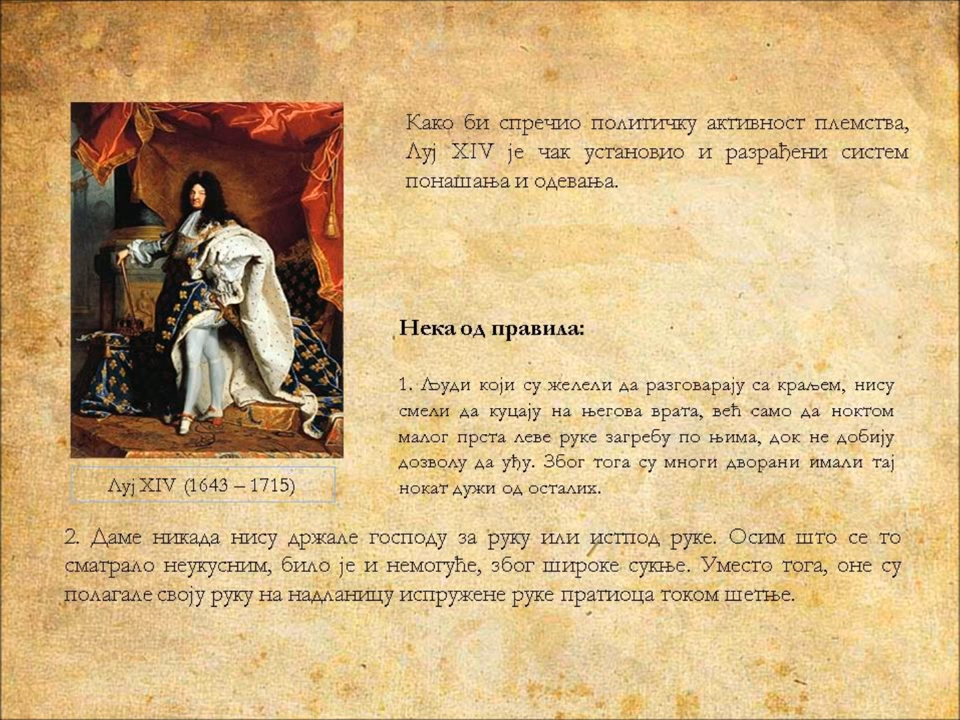 Како би спречио политичку активност племства,
Луј XIV је чак установио и разрађени систем
понашања и одевања.
Нека од правила:
1. Људи који су желели да разговарају са краљем, нису
смели да куцају на његова врата, већ само да ноктом
малог прста леве руке загребу по њима, док не добију
дозволу да уђу. Због тога су многи дворани имали тај
нокат дужи од осталих.
Луј XIV (1643 – 1715)
2. Даме никада нису држале господу за руку или истпод руке. Осим што се то
сматрало неукусним, било је и немогуће, због широке сукње. Уместо тога, оне су
полагале своју руку на надланицу испружене руке пратиоца током шетње.